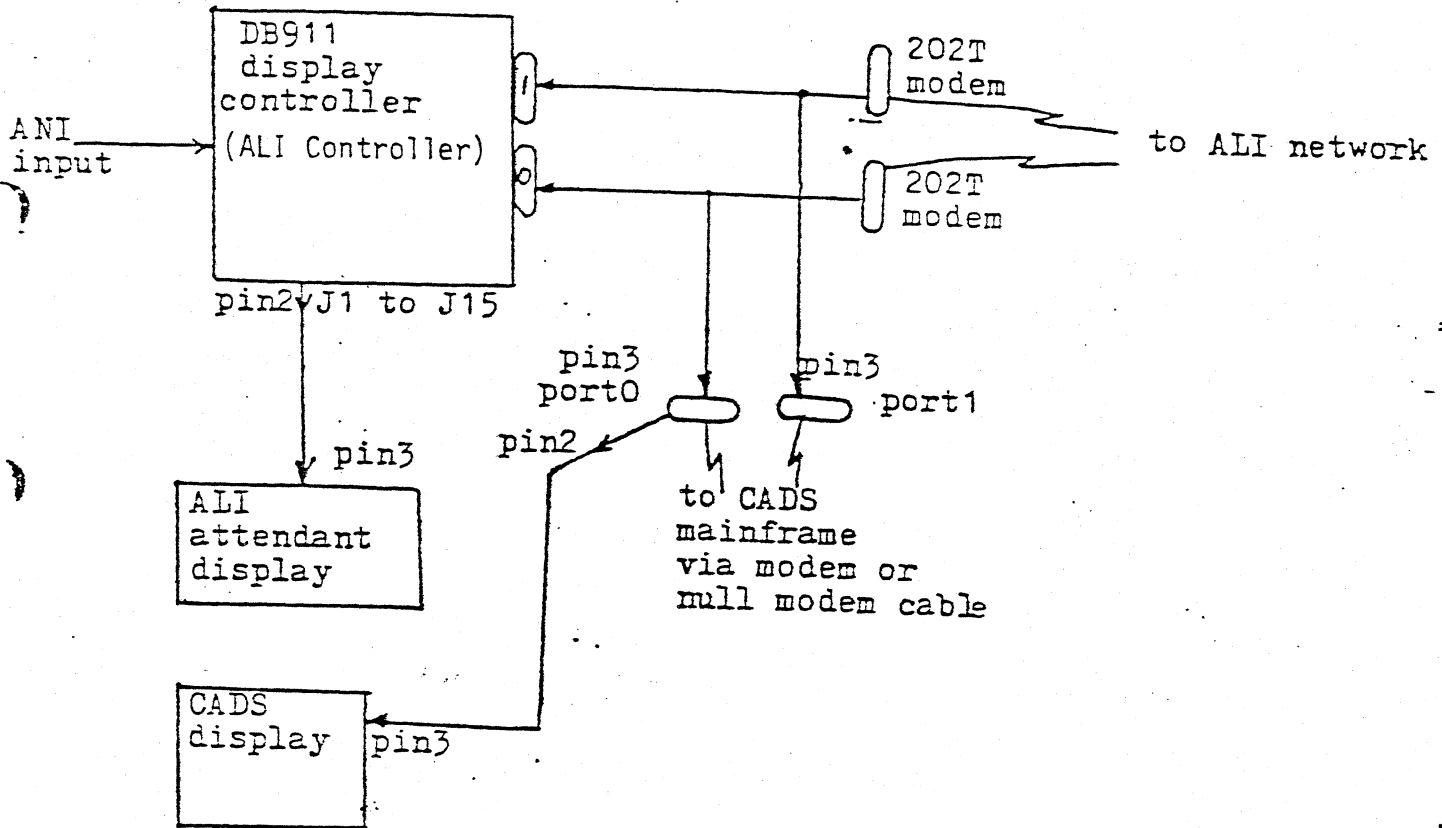 DB911
display
controller
(ALI Controller)
1
0
202T
modem
ANI
input
to ALI network
202T
modem
pin2 J1 to J15
pin3
port0
pin3
port1
pin2
pin3
to CADS
mainframe
via modem or
null modem cable
ALI
attendant
display
CADS
display
pin3